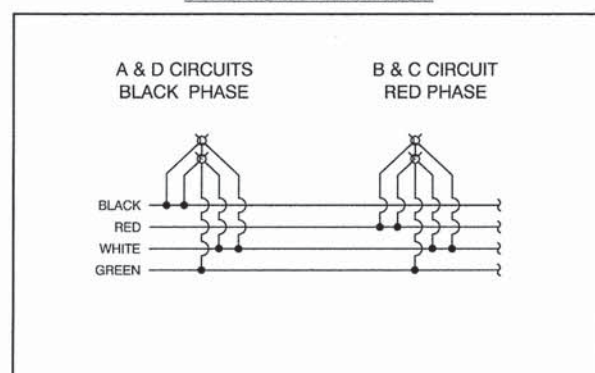 A & D CIRCUITS
BLACK PHASE
B & C CIRCUIT
RED PHASE
BLACK
RED
WHITE
GREEN